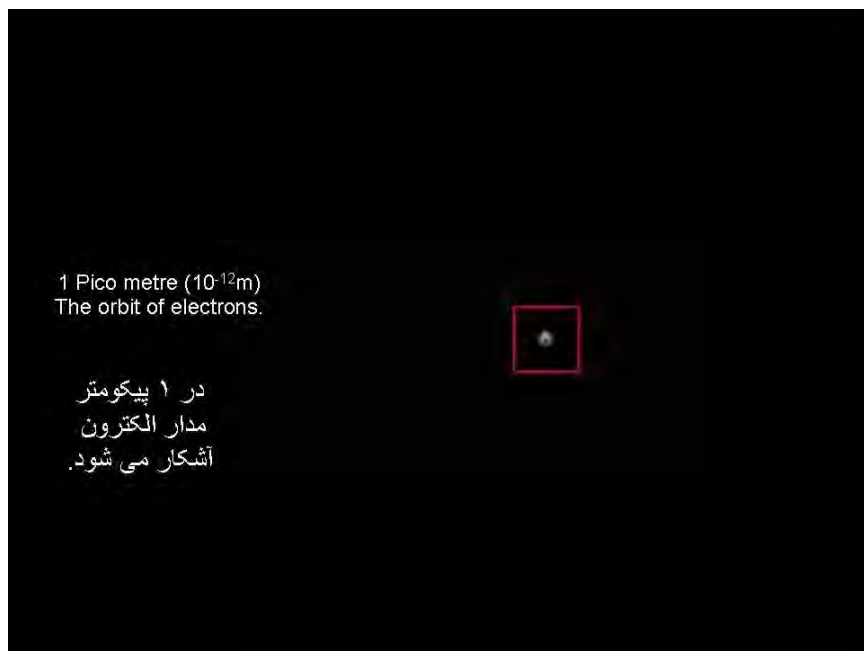 1 Pico metre (10⁻¹²m)
The orbit of electrons.
در ۱ پیکومتر
مدار الکترون
آشکار می شود.